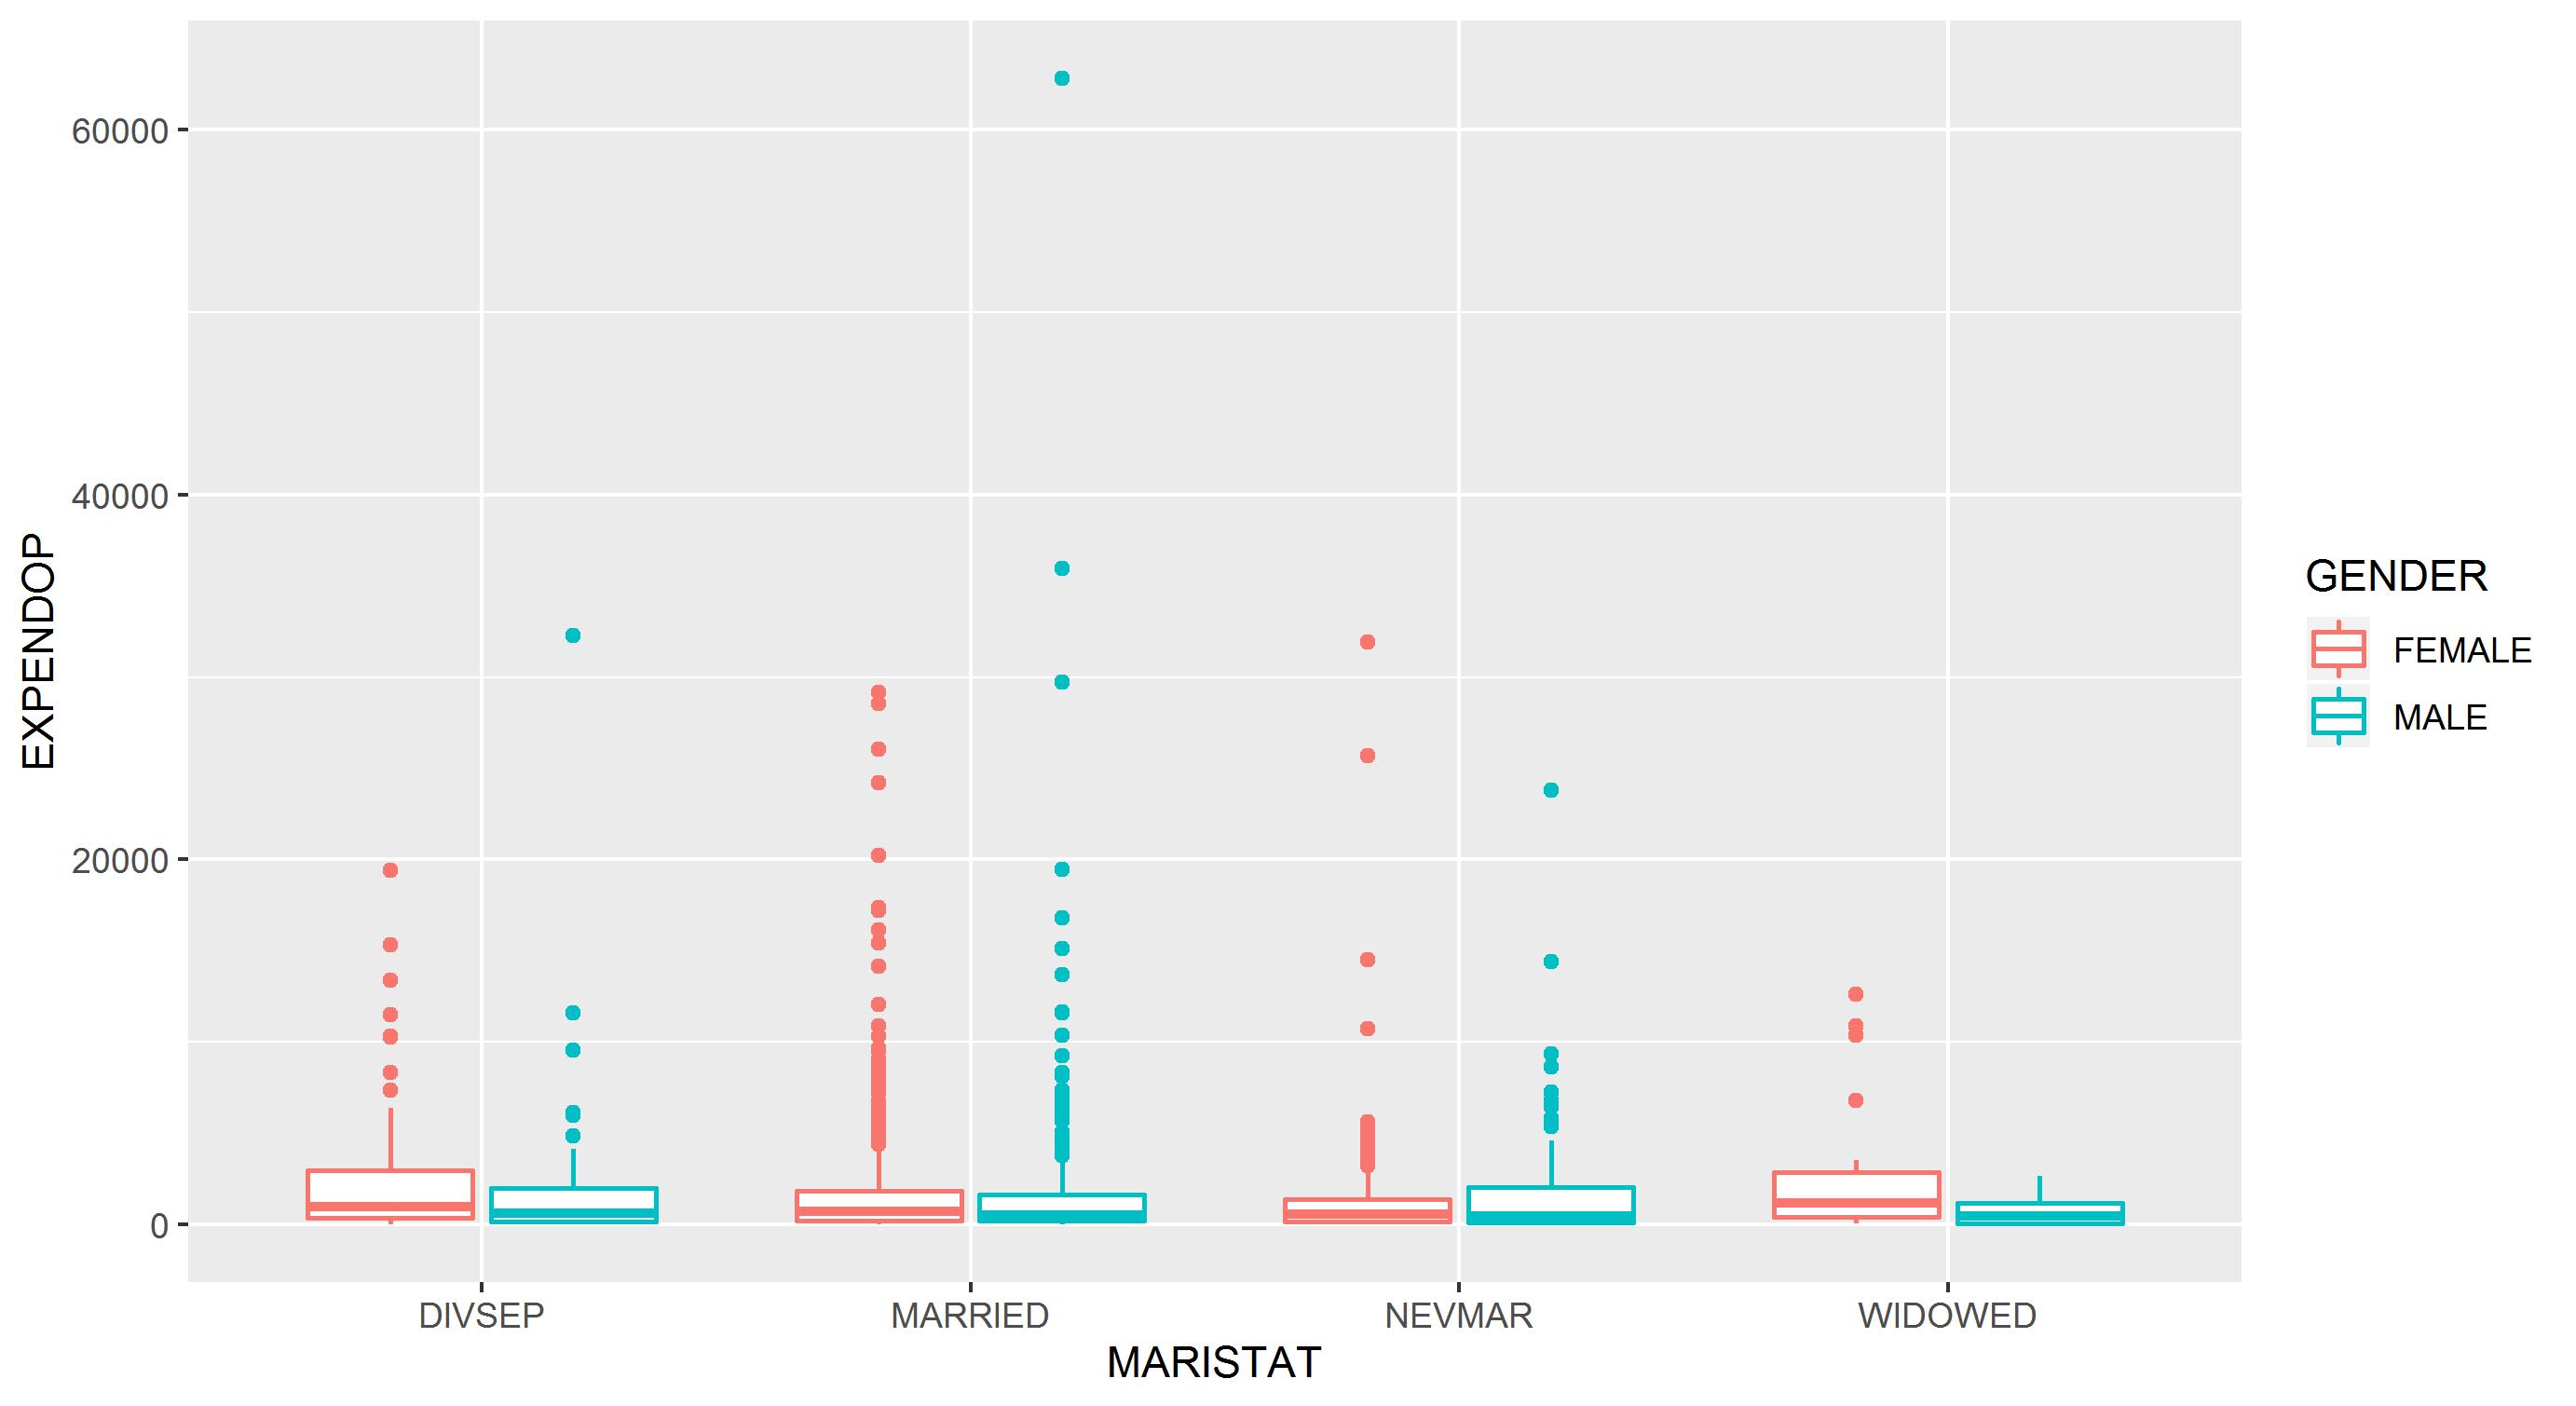 60000
40000
20000
0
EXPENDOP
DIVSEP
MARRIED
NEVMAR
WIDOWED
MARISTAT
GENDER
FEMALE
MALE